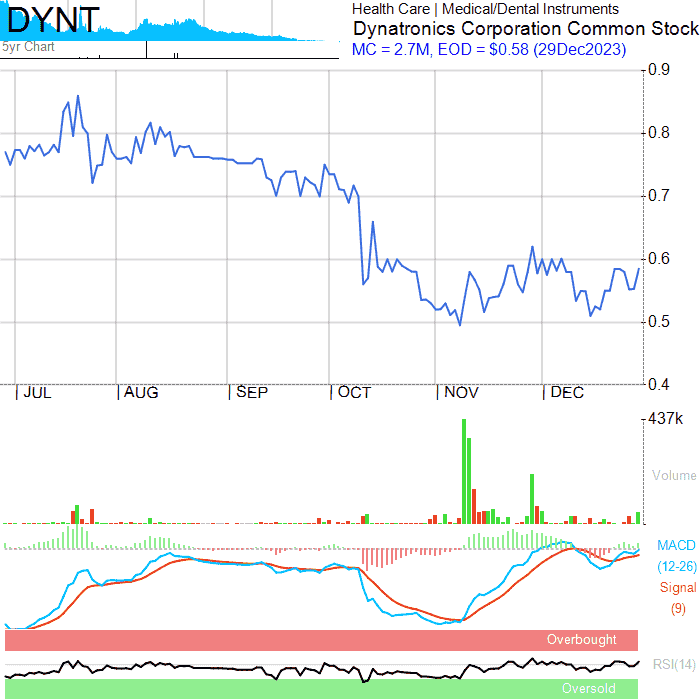 DYNT
5yr Chart
Health Care | Medical/Dental Instruments
Dynatronics Corporation Common Stock
MC = 2.7M, EOD = $0.58 (29Dec2023)
0.9
0.8
0.7
0.6
0.5
0.4
JUL AUG SEP OCT NOV DEC
437k
Volume
MACD
(12-26)
Signal
(9)
Overbought
RSI(14)
Oversold